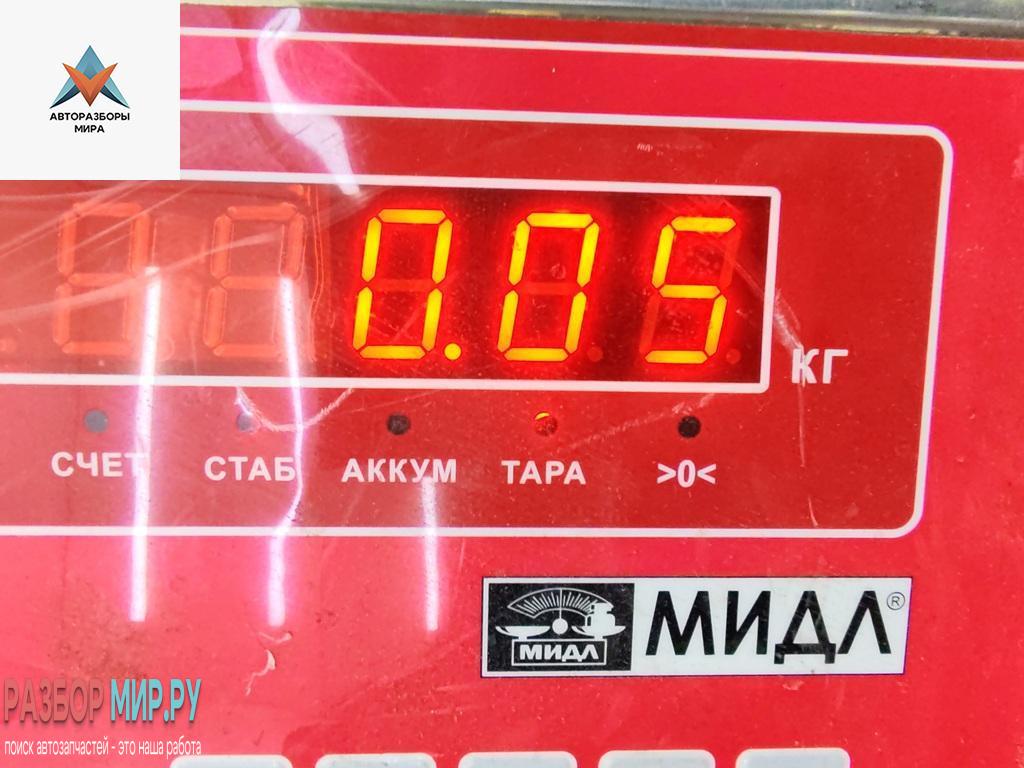 АВТОРАЗБОРЫ
МИРА
0.05
КГ
СЧЕТ СТАБ АККУМ ТАРА >0<
МИДЛ МИДЛ®
РАЗБОР МИР.РУ
поиск автозапчастей - это наша работа